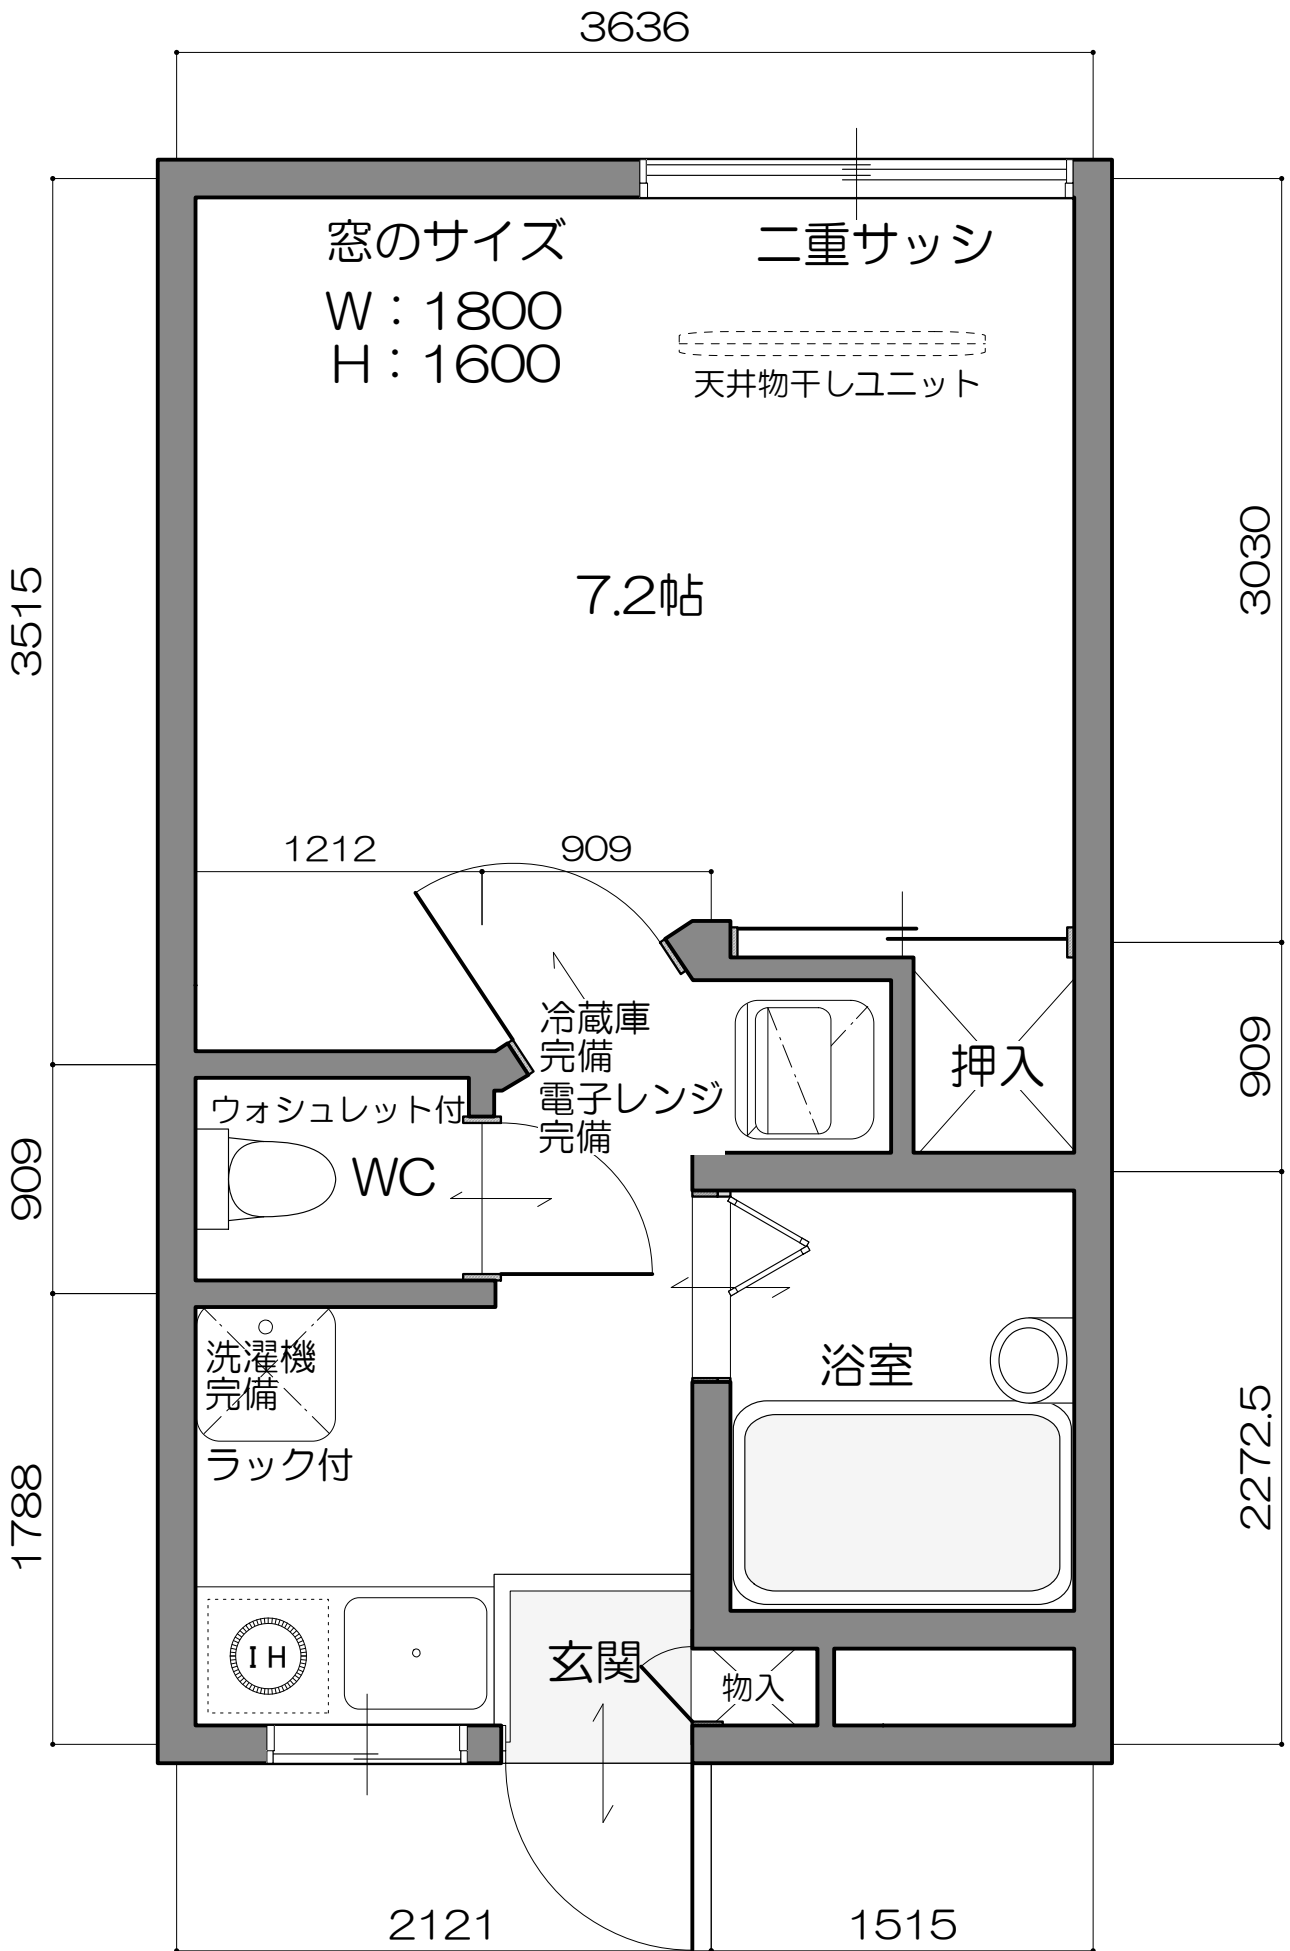 3636
窓のサイズ
W：1800
H：1600
二重サッシ
天井物干しユニット
3515
3030
7.2帖
1212
909
冷蔵庫
完備
電子レンジ
完備
押入
909
ウォシュレット付
WC
909
洗濯機
完備
ラック付
浴室
1788
2272.5
IH
玄関
物入
2121
1515